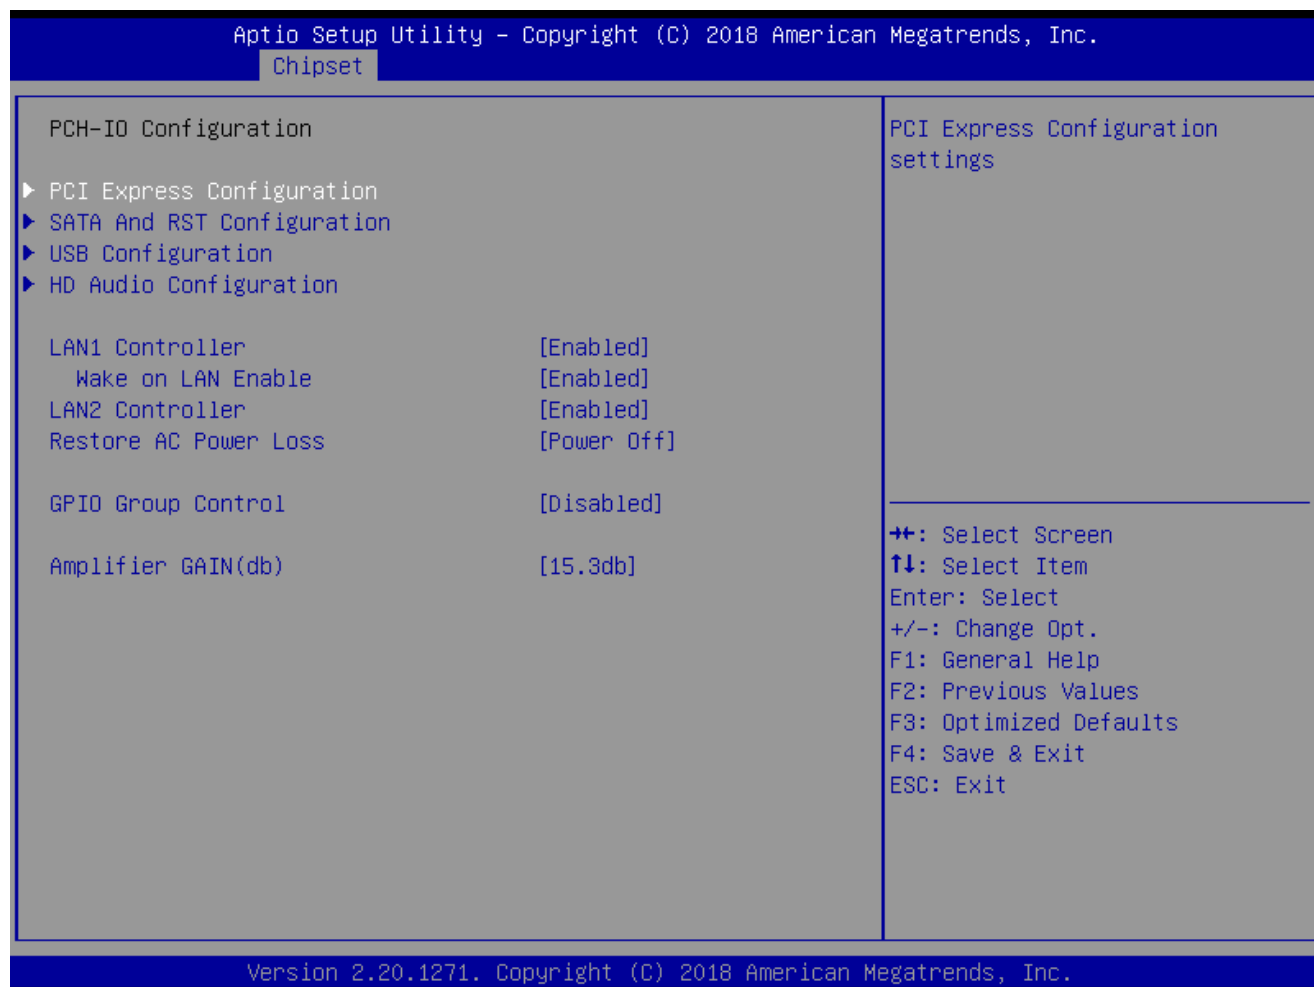 Aptio Setup Utility – Copyright (C) 2018 American Megatrends, Inc.
Chipset
PCH-IO Configuration
PCI Express Configuration
SATA And RST Configuration
USB Configuration
HD Audio Configuration
LAN1 Controller [Enabled]
Wake on LAN Enable [Enabled]
LAN2 Controller [Enabled]
Restore AC Power Loss [Power Off]
GPIO Group Control [Disabled]
Amplifier GAIN(db) [15.3db]
PCI Express Configuration
settings
→←: Select Screen
↑↓: Select Item
Enter: Select
+/-: Change Opt.
F1: General Help
F2: Previous Values
F3: Optimized Defaults
F4: Save & Exit
ESC: Exit
Version 2.20.1271. Copyright (C) 2018 American Megatrends, Inc.